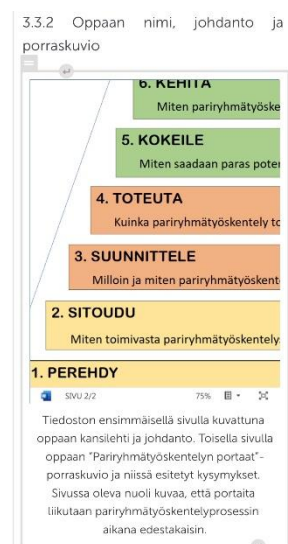 3.3.2 Oppaan nimi, johdanto ja
porraskuvio
6. KEHITÄ
Miten pariryhmätyöske
5. KOKEILE
Miten saadaan paras poter
4. TOTEUTA
Kuinka pariryhmätyöskentely to
3. SUUNNITTELE
Milloin ja miten pariryhmätyöskent
2. SITOUDU
Miten toimivasta pariryhmätyöskentely
1. PEREHDY
SIVU 2/2 75%
Tiedoston ensimmäisellä sivulla kuvattuna
oppaan kansilehti ja johdanto. Toisella sivulla
oppaan "Pariryhmätyöskentelyn portaat"-
porraskuvio ja niissä esitetyt kysymykset.
Sivussa oleva nuoli kuvaa, että portaita
liikutaan pariryhmätyöskentelyprosessin
aikana edestakaisin.